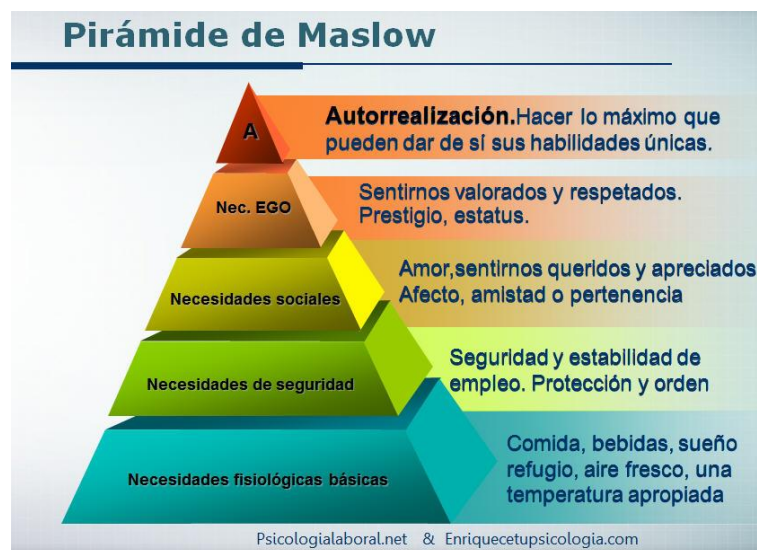 Pirámide de Maslow
A
Autorrealización.Hacer lo máximo que
pueden dar de sí sus habilidades únicas.
Nec. EGO
Sentirnos valorados y respetados.
Prestigio, estatus.
Necesidades sociales
Amor,sentirnos queridos y apreciados
Afecto, amistad o pertenencia
Necesidades de seguridad
Seguridad y estabilidad de
empleo. Protección y orden
Necesidades fisiológicas básicas
Comida, bebidas, sueño
refugio, aire fresco, una
temperatura apropiada
Psicologialaboral.net & Enriquecetupsicologia.com